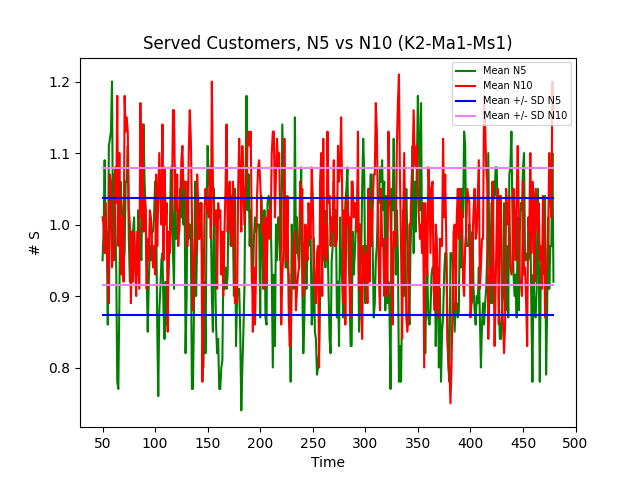 Served Customers, N5 vs N10 (K2-Ma1-Ms1)
Mean N5
Mean N10
Mean +/- SD N5
Mean +/- SD N10
# S
1.2
1.1
1.0
0.9
0.8
50 100 150 200 250 300 350 400 450 500
Time